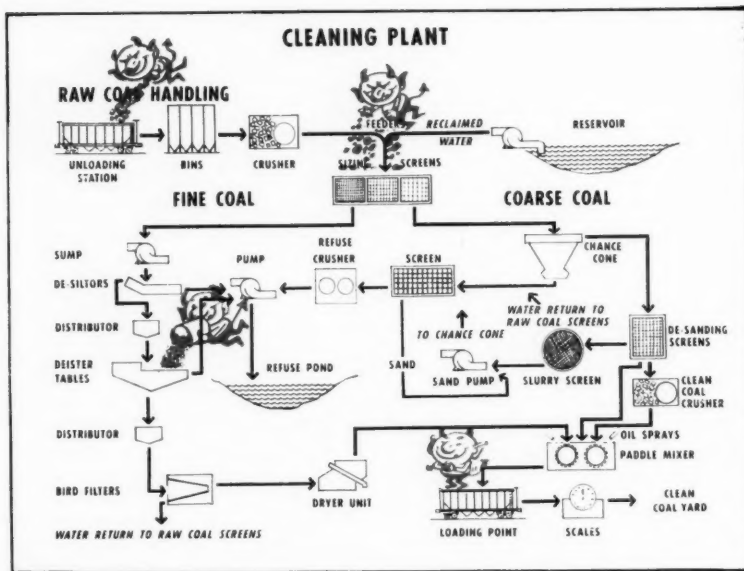 CLEANING PLANT
RAW COAL HANDLING
FEEDERS
RECLAIMED
WATER
RESERVOIR
UNLOADING
STATION
BINS
CRUSHER
SIZING
SCREENS
FINE COAL
COARSE COAL
SUMP
PUMP
REFUSE
CRUSHER
SCREEN
CHANCE
CONE
DE-SILTORS
WATER RETURN TO
RAW COAL SCREENS
DISTRIBUTOR
TO CHANCE CONE
DE-SANDING
SCREENS
DEISTER
TABLES
REFUSE POND
SAND
SAND PUMP
SLURRY SCREEN
CLEAN
COAL
CRUSHER
DISTRIBUTOR
OIL SPRAYS
PADDLE MIXER
BIRD FILTERS
DRYER UNIT
LOADING POINT
SCALES
CLEAN
COAL YARD
WATER RETURN TO RAW COAL SCREENS